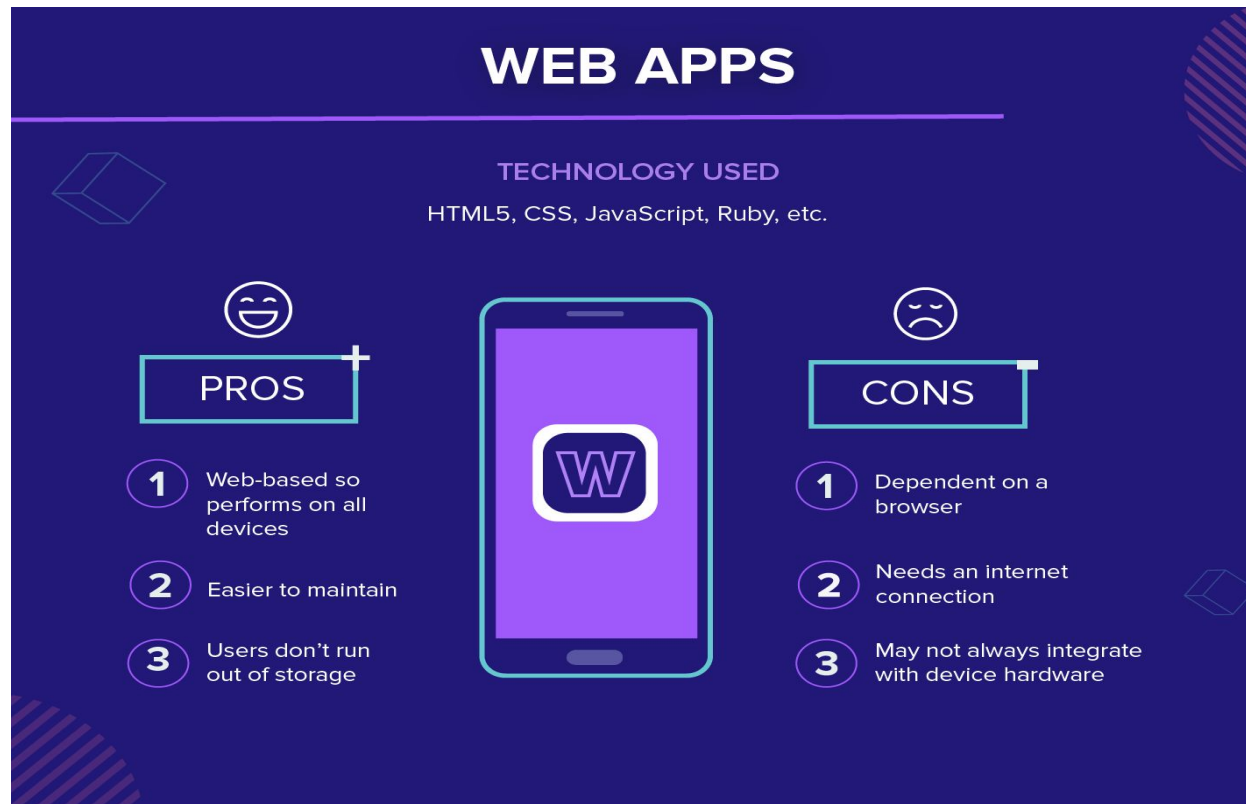 WEB APPS
TECHNOLOGY USED
HTML5, CSS, JavaScript, Ruby, etc.
PROS
1
Web-based so
performs on all
devices
2
Easier to maintain
3
Users don’t run
out of storage
W
CONS
1
Dependent on a
browser
2
Needs an internet
connection
3
May not always integrate
with device hardware